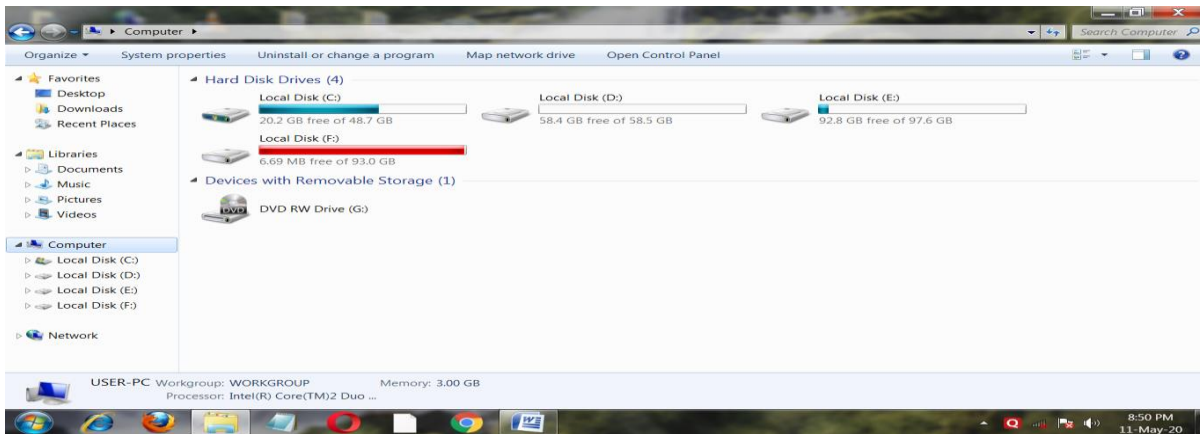 Computer
Search Computer
Organize System properties Uninstall or change a program Map network drive Open Control Panel
Favorites
Desktop
Downloads
Recent Places
Libraries
Documents
Music
Pictures
Videos
Computer
Local Disk (C:)
Local Disk (D:)
Local Disk (E:)
Local Disk (F:)
Network
Hard Disk Drives (4)
Local Disk (C:)
20.2 GB free of 48.7 GB
Local Disk (D:)
58.4 GB free of 58.5 GB
Local Disk (E:)
92.8 GB free of 97.6 GB
Local Disk (F:)
6.69 MB free of 93.0 GB
Devices with Removable Storage (1)
DVD
DVD RW Drive (G:)
USER-PC Workgroup: WORKGROUP Memory: 3.00 GB
Processor: Intel(R) Core(TM)2 Duo ...
8:50 PM
11-May-20